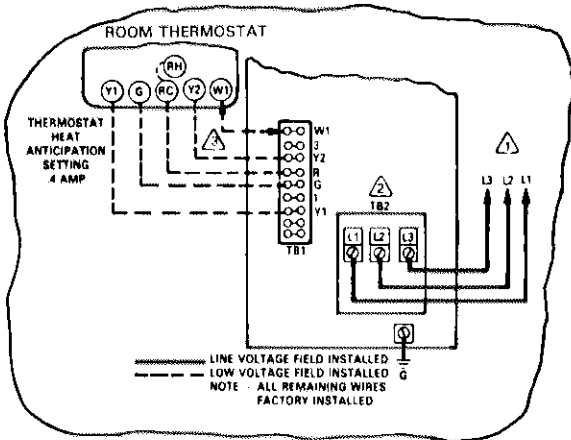 ROOM THERMOSTAT
RH
Y1 G RC Y2 W1
THERMOSTAT
HEAT
ANTICIPATION
SETTING
.4 AMP
3
W1
3
Y2
R
G
1
Y1
TB1
2
TB2
L1 L2 L3
1
L3 L2 L1
G
LINE VOLTAGE FIELD INSTALLED
LOW VOLTAGE FIELD INSTALLED
NOTE - ALL REMAINING WIRES
FACTORY INSTALLED